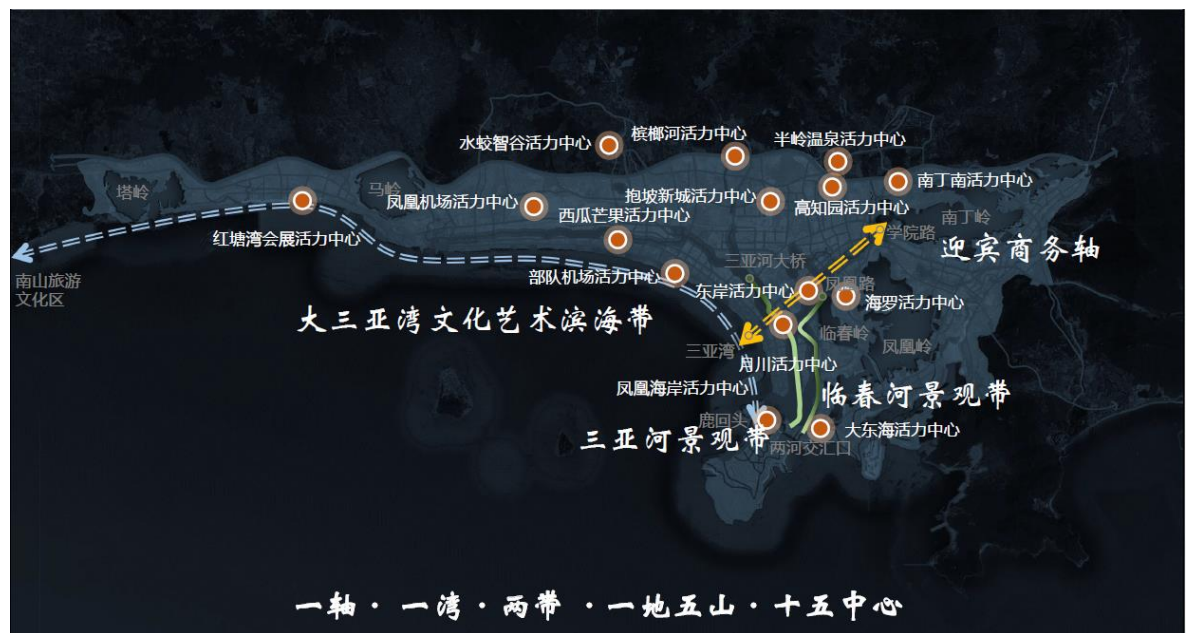 水蛟智谷活力中心
槟榔河活力中心
半岭温泉活力中心
塔岭
马岭
凤凰机场活力中心
抱坡新城活力中心
南丁南活力中心
西瓜芒果活力中心
高知园活力中心
南丁岭
红塘湾会展活力中心
学院路
迎宾商务轴
三亚河大桥
南山旅游
文化区
部队机场活力中心
东岸活力中心
凤凰路
海罗活力中心
大三亚湾文化艺术滨海带
临春岭
三亚湾
凤凰岭
月川活力中心
凤凰海岸活力中心
临春河景观带
鹿回头
三亚河景观带
大东海活力中心
两河交汇口
一轴·一湾·两带·一地五山·十五中心